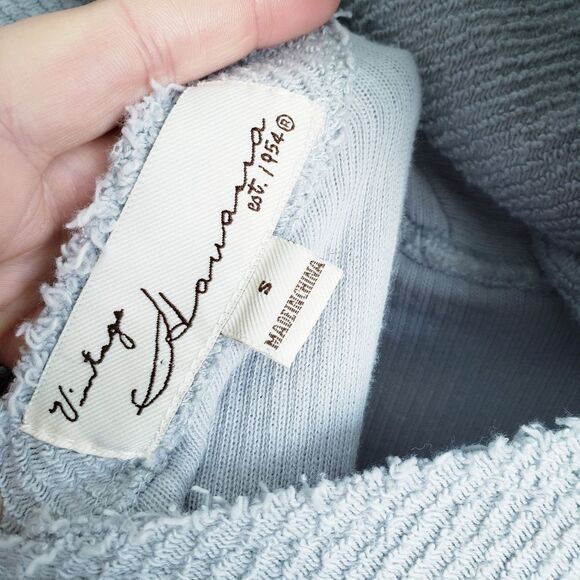 Vintage
Havana
est. 1954®
S
MADE IN CHINA